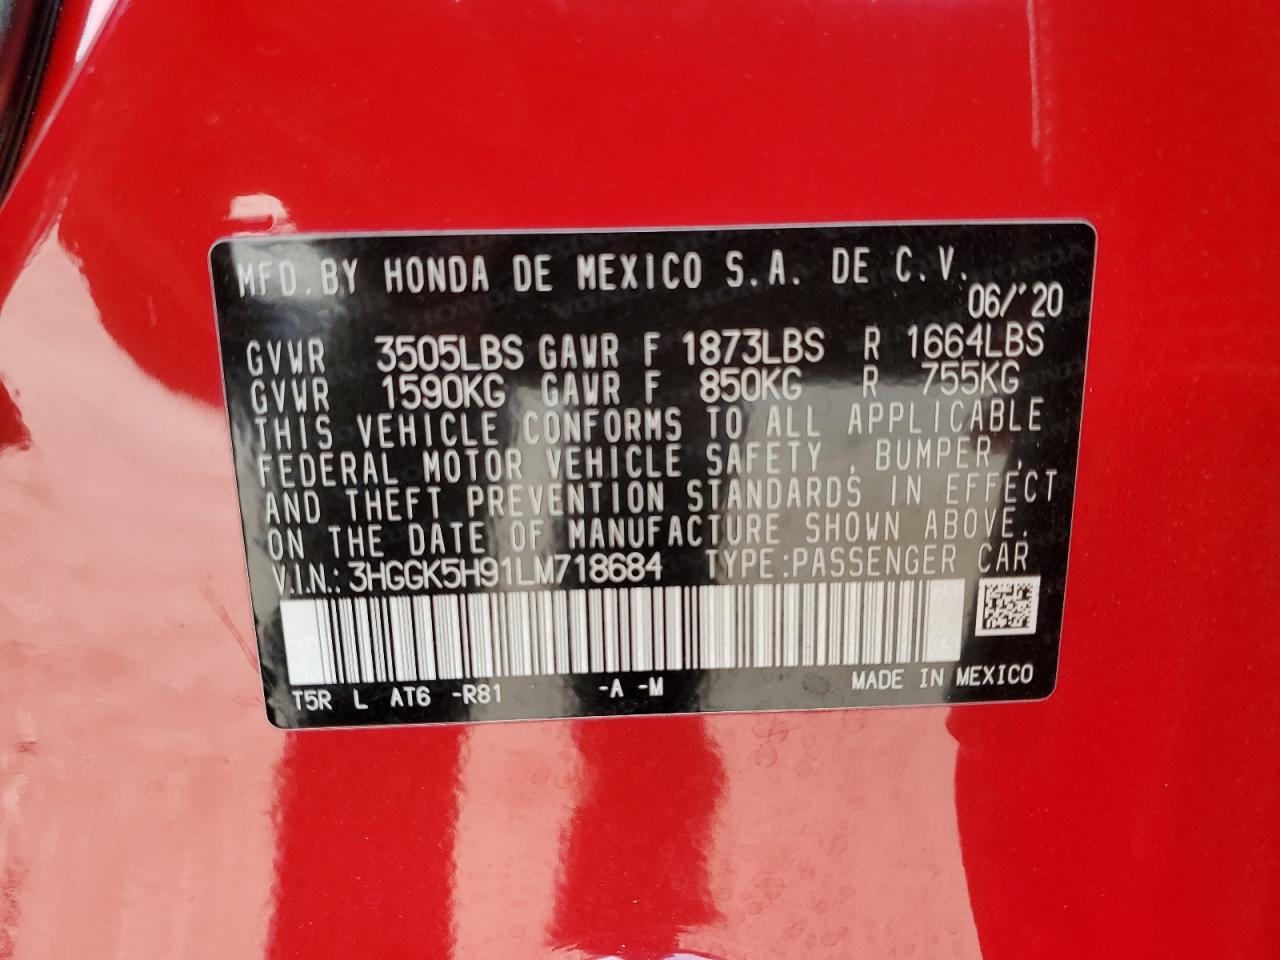 MFD. BY HONDA DE MEXICO S.A. DE C.V.
06/'20
GVWR 3505LBS GAWR F 1873LBS R 1664LBS
GVWR 1590KG GAWR F 850KG R 755KG
THIS VEHICLE CONFORMS TO ALL APPLICABLE
FEDERAL MOTOR VEHICLE SAFETY , BUMPER ,
AND THEFT PREVENTION STANDARDS IN EFFECT
ON THE DATE OF MANUFACTURE SHOWN ABOVE.
V.I.N.: 3HGGK5H91LM718684 TYPE:PASSENGER CAR
T5R L AT6 -R81 -A -M MADE IN MEXICO